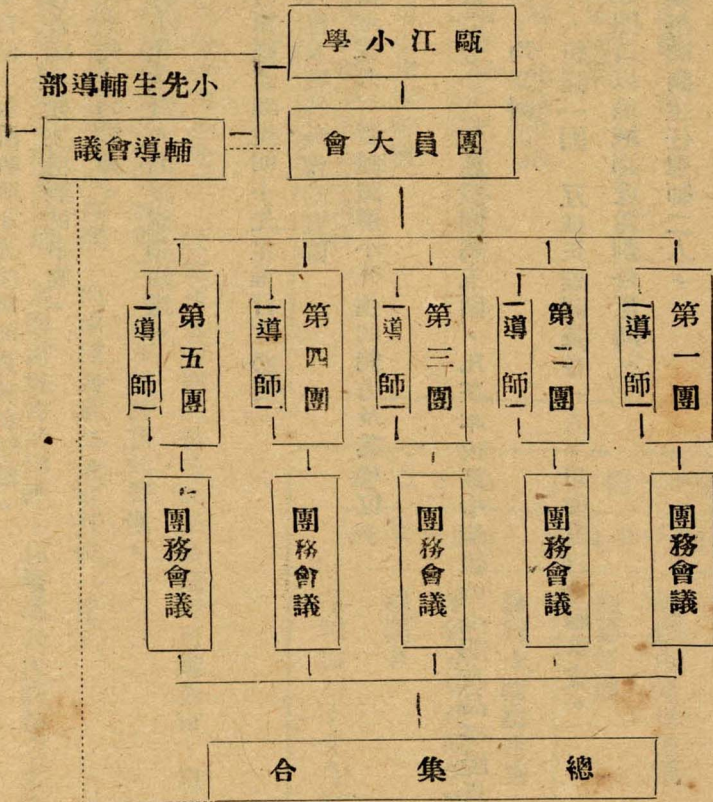 甌江小學
小先生輔導部
輔導會議
團員大會
第一團
導師
第二團
導師
第三團
導師
第四團
導師
第五團
導師
團務會議
團務會議
團務會議
團務會議
團務會議
總集合